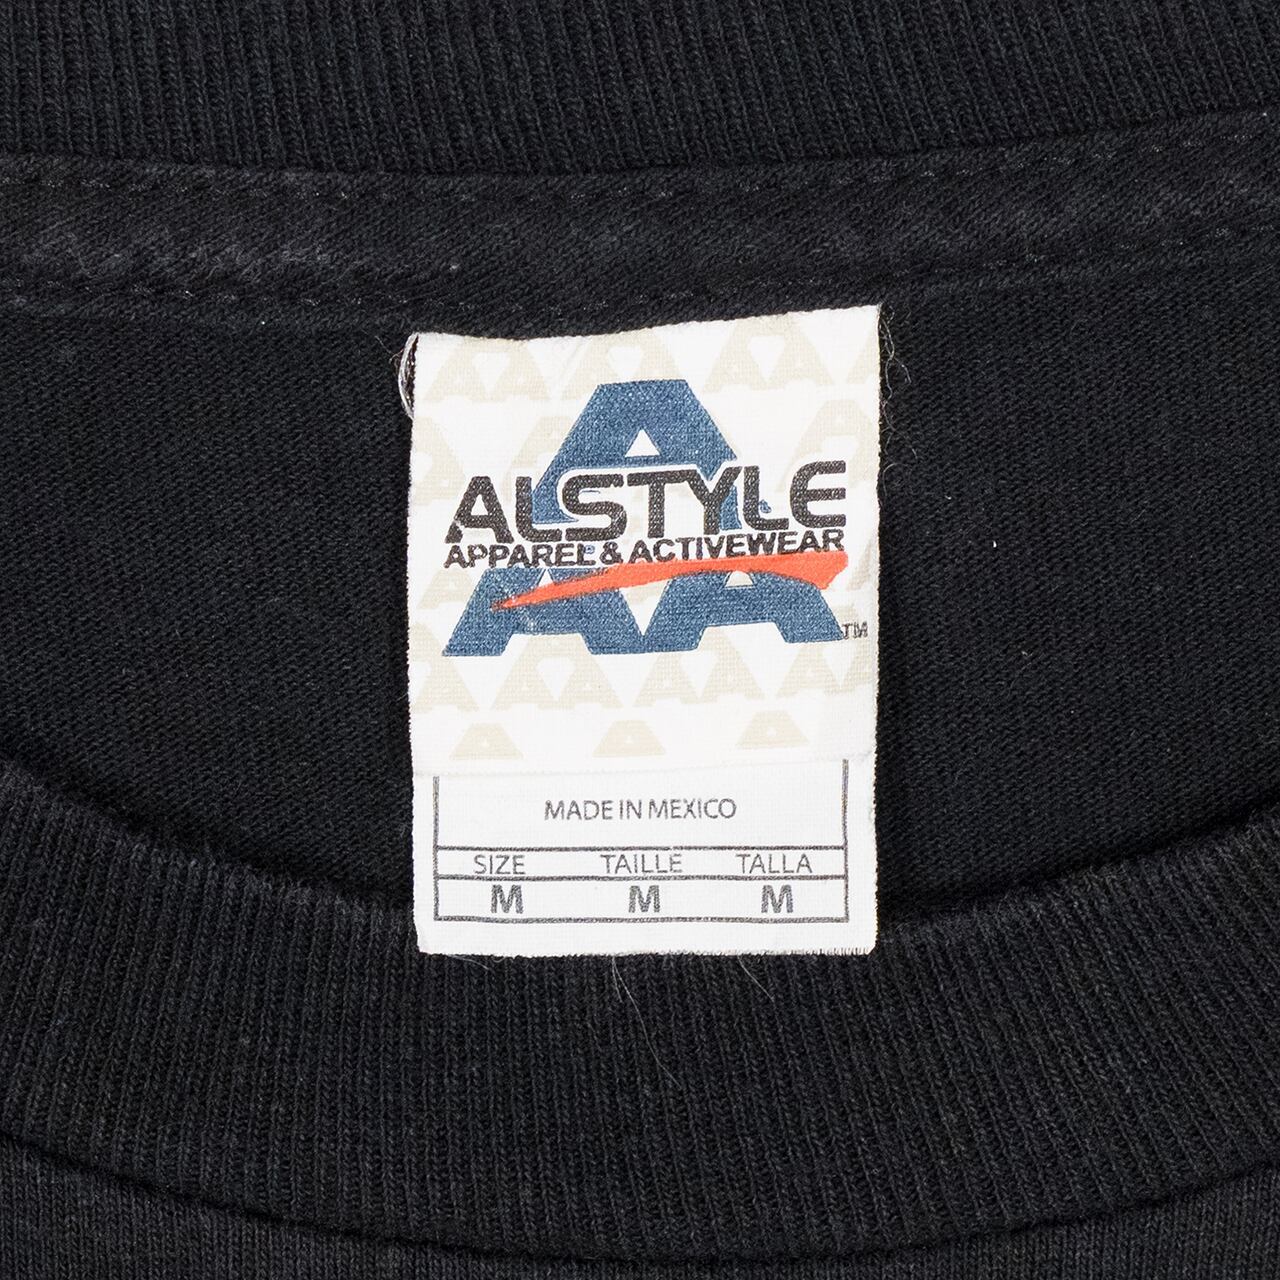 ALSTYLE
APPAREL & ACTIVEWEAR
TM
MADE IN MEXICO
SIZE TAILLE TALLA
M M M